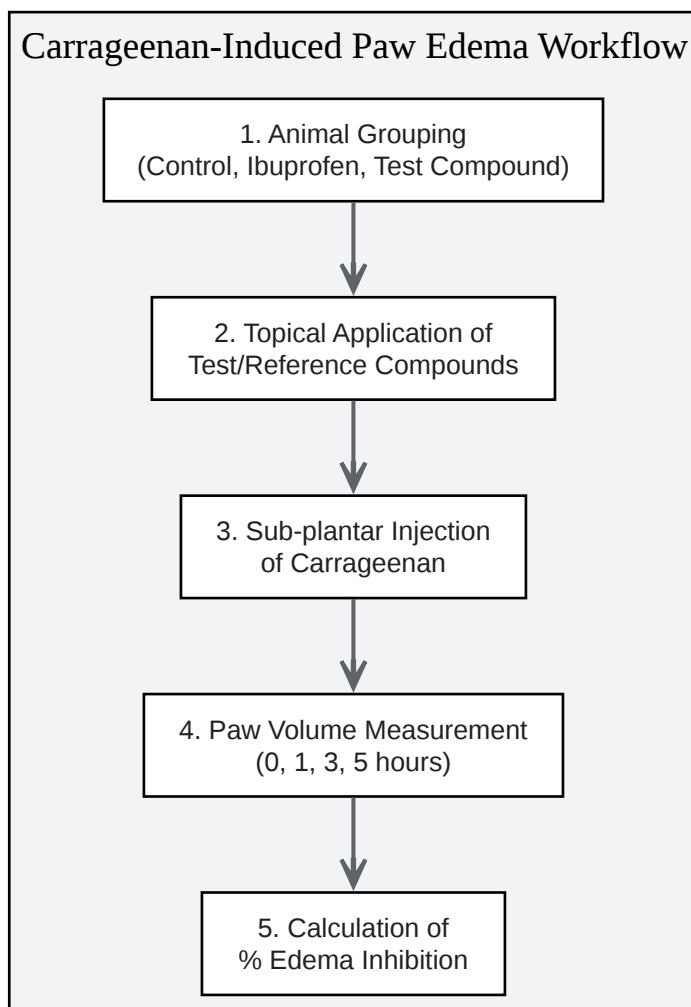 Carrageenan-Induced Paw Edema Workflow
1. Animal Grouping
(Control, Ibuprofen, Test Compound)
2. Topical Application of
Test/Reference Compounds
3. Sub-plantar Injection
of Carrageenan
4. Paw Volume Measurement
(0, 1, 3, 5 hours)
5. Calculation of
% Edema Inhibition